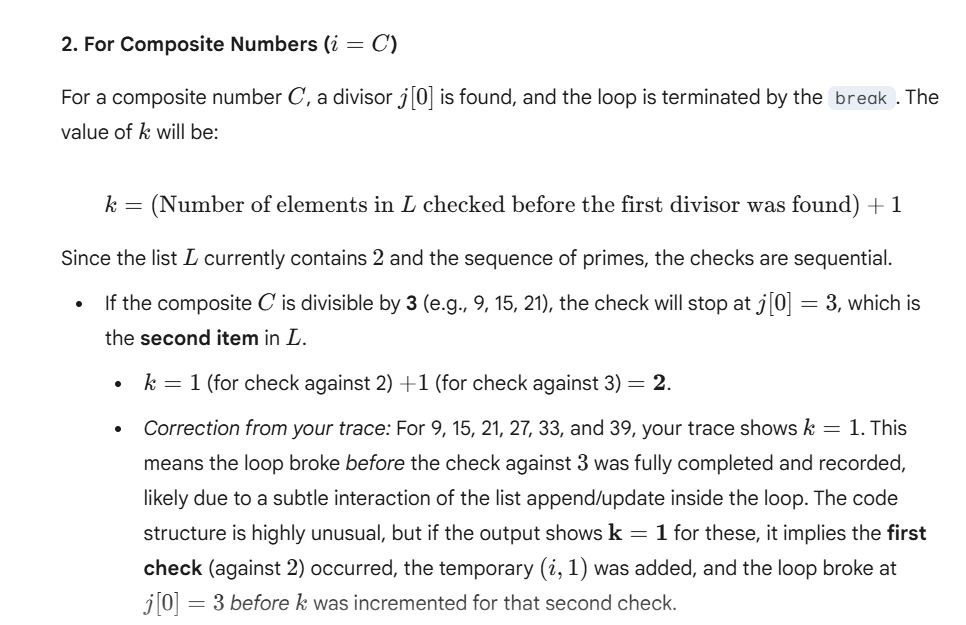 2. For Composite Numbers (i = C)
For a composite number C, a divisor j[0] is found, and the loop is terminated by the break . The
value of k will be:
k = (Number of elements in L checked before the first divisor was found) + 1
Since the list L currently contains 2 and the sequence of primes, the checks are sequential.
• If the composite C is divisible by 3 (e.g., 9, 15, 21), the check will stop at j[0] = 3, which is
the second item in L.
• k = 1 (for check against 2) +1 (for check against 3) = 2.
• Correction from your trace: For 9, 15, 21, 27, 33, and 39, your trace shows k = 1. This
means the loop broke before the check against 3 was fully completed and recorded,
likely due to a subtle interaction of the list append/update inside the loop. The code
structure is highly unusual, but if the output shows k = 1 for these, it implies the first
check (against 2) occurred, the temporary (i, 1) was added, and the loop broke at
j[0] = 3 before k was incremented for that second check.